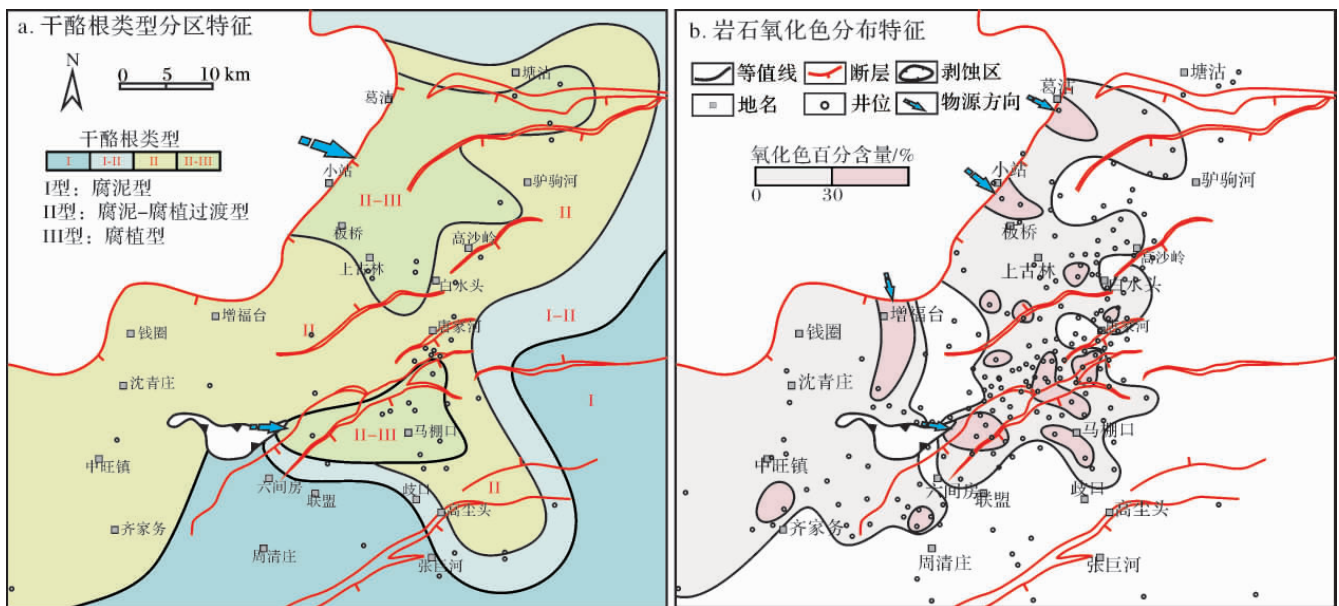 a. 干酪根类型分区特征
N
0 5 10 km
干酪根类型
I I-II II II-III
I型：腐泥型
II型：腐泥-腐植过渡型
III型：腐植型
塘沽
葛沽
小站
驴驹河
II-III
II
板桥
高沙岭
上古林
白水头
增福台
I-II
钱圈
II
唐家河
沈青庄
I
马棚口
II-III
中旺镇
六间房
联盟
歧口
II
高尘头
齐家务
周清庄
张巨河
b. 岩石氧化色分布特征
等值线 断层 剥蚀区
地名 井位 物源方向
氧化色百分含量/%
0 30
塘沽
葛沽
小站
驴驹河
板桥
高沙岭
上古林
白水头
增福台
钱圈
沈青庄
马棚口
中旺镇
六间房
联盟
歧口
高尘头
齐家务
周清庄
张巨河